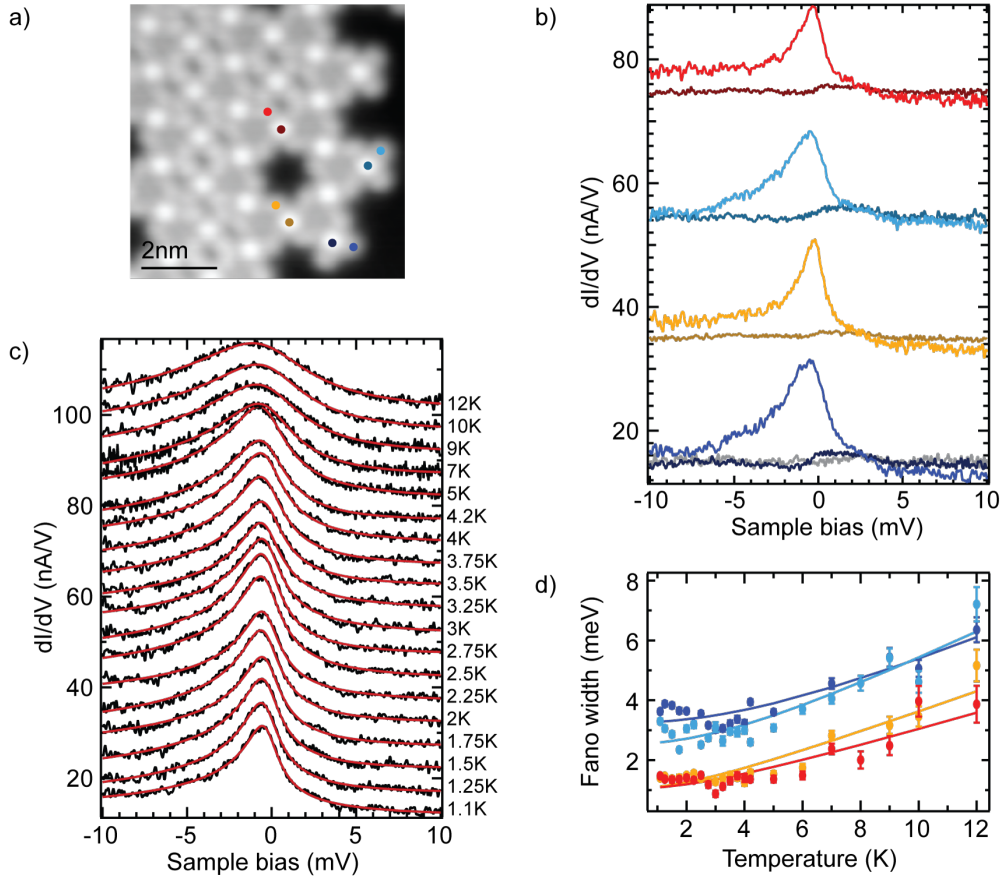 a)
2nm
b)
80
60
40
20
dI/dV (nA/V)
-10
-5
0
5
10
Sample bias (mV)
c)
100
80
60
40
20
dI/dV (nA/V)
12K
10K
9K
7K
5K
4.2K
4K
3.75K
3.5K
3.25K
3K
2.75K
2.5K
2.25K
2K
1.75K
1.5K
1.25K
1.1K
-10
-5
0
5
10
Sample bias (mV)
d)
8
6
4
2
Fano width (meV)
2
4
6
8
10
12
Temperature (K)